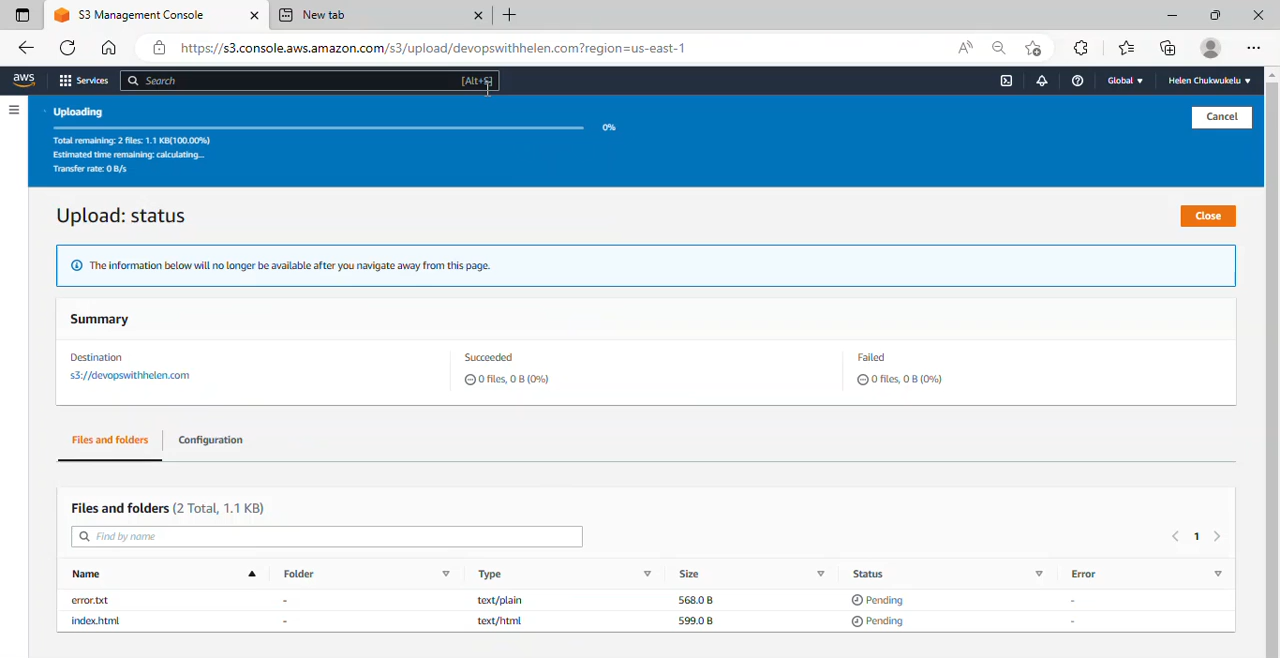 S3 Management Console
New tab
https://s3.console.aws.amazon.com/s3/upload/devopswithhelen.com?region=us-east-1
aws
Services
Search
[Alt+S]
Global
Helen Chukwukelu
Uploading
0%
Cancel
Total remaining: 2 files: 1.1 KB(100.00%)
Estimated time remaining: calculating...
Transfer rate: 0 B/s
Upload: status
Close
The information below will no longer be available after you navigate away from this page.
Summary
Destination
Succeeded
Failed
s3://devopswithhelen.com
0 files, 0 B (0%)
0 files, 0 B (0%)
Files and folders
Configuration
Files and folders (2 Total, 1.1 KB)
Find by name
1
Name
Folder
Type
Size
Status
Error
error.txt
-
text/plain
568.0 B
Pending
-
index.html
-
text/html
599.0 B
Pending
-